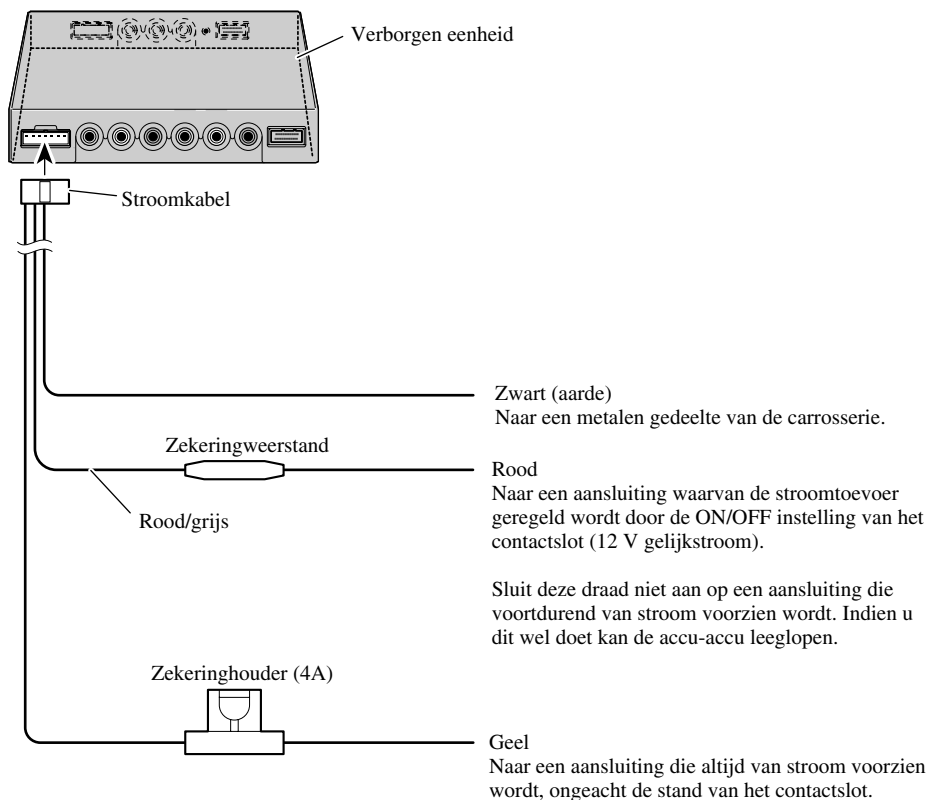 Verborgen eenheid
Stroomkabel
Zwart (aarde)
Naar een metalen gedeelte van de carrosserie.
Zekeringweerstand
Rood
Naar een aansluiting waarvan de stroomtoevoer
geregeld wordt door de ON/OFF instelling van het
contactslot (12 V gelijkstroom).
Rood/grijs
Sluit deze draad niet aan op een aansluiting die
voortdurend van stroom voorzien wordt. Indien u
dit wel doet kan de accu-accu leeglopen.
Zekeringhouder (4A)
Geel
Naar een aansluiting die altijd van stroom voorzien
wordt, ongeacht de stand van het contactslot.